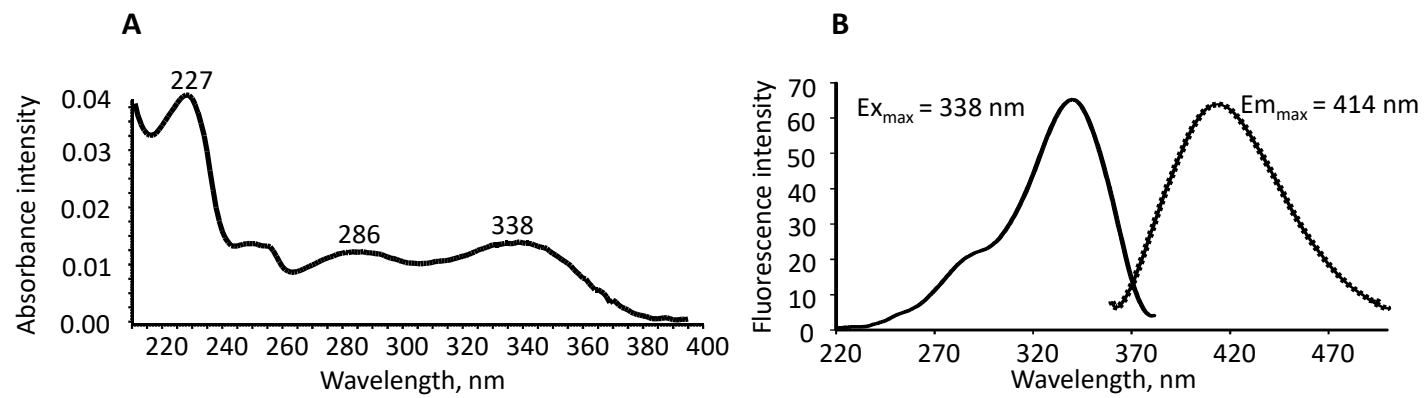 A
Absorbance intensity
0.04
0.03
0.02
0.01
0.00
227
286
338
220 240 260 280 300 320 340 360 380 400
Wavelength, nm
B
Fluorescence intensity
70
60
50
40
30
20
10
0
Exmax = 338 nm
Emmax = 414 nm
220 270 320 370 420 470
Wavelength, nm